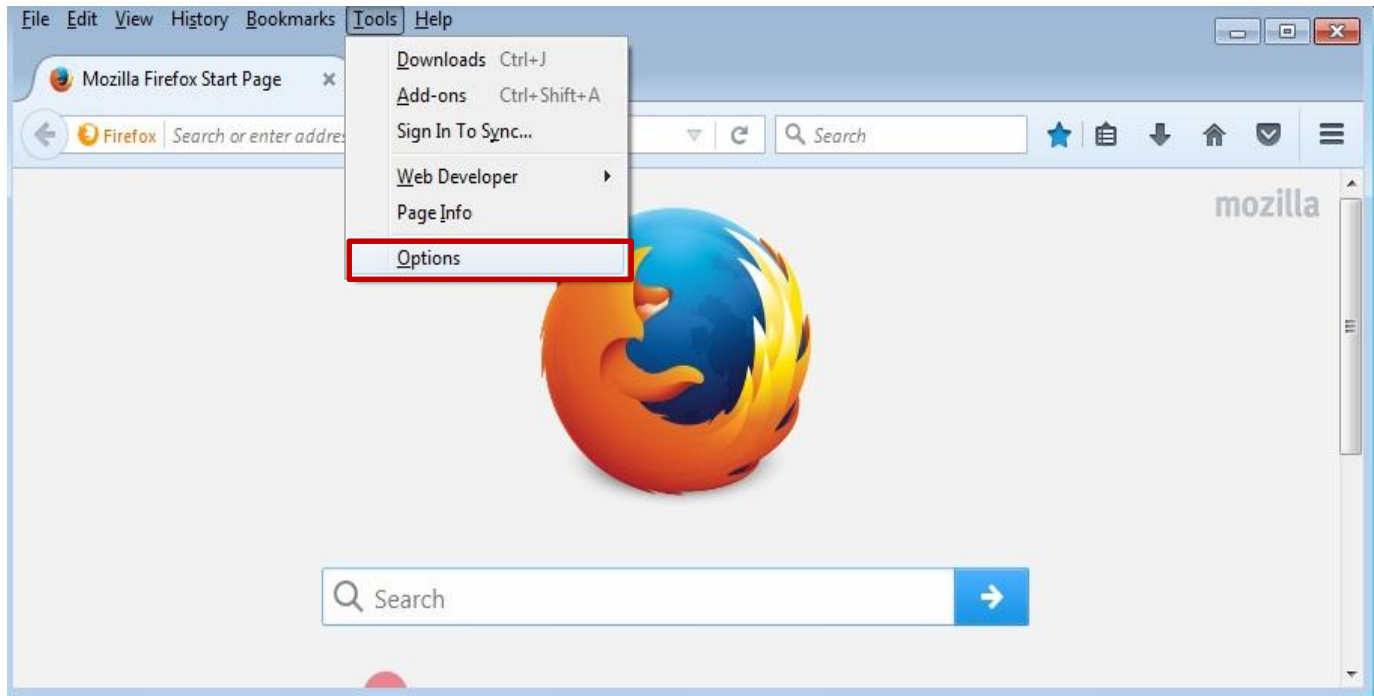 File Edit View History Bookmarks Tools Help
Mozilla Firefox Start Page
Downloads Ctrl+J
Add-ons Ctrl+Shift+A
Sign In To Sync...
Web Developer
Page Info
Options
Firefox Search or enter addres
Search
mozilla
Search